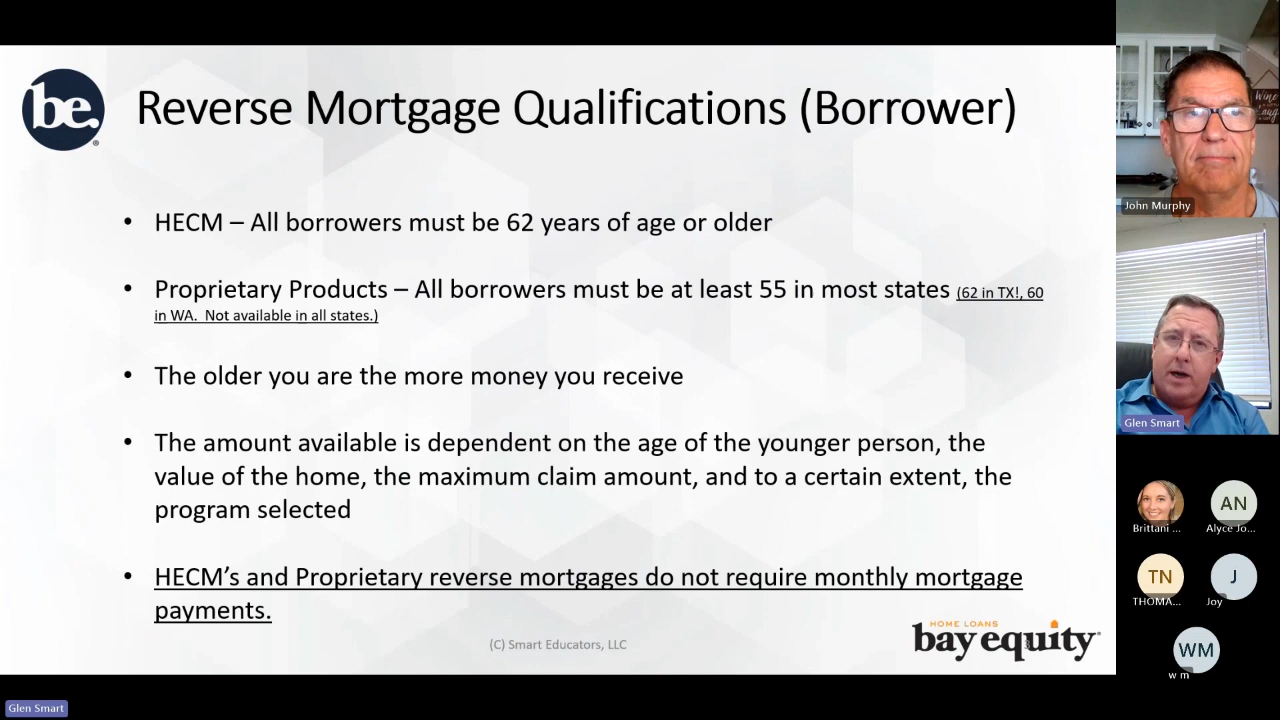 be.
Reverse Mortgage Qualifications (Borrower)
• HECM – All borrowers must be 62 years of age or older
• Proprietary Products – All borrowers must be at least 55 in most states (62 in TX!, 60
in WA. Not available in all states.)
• The older you are the more money you receive
• The amount available is dependent on the age of the younger person, the
value of the home, the maximum claim amount, and to a certain extent, the
program selected
• HECM’s and Proprietary reverse mortgages do not require monthly mortgage
payments.
(C) Smart Educators, LLC
HOME LOANS
bay equity
Wine
John Murphy
Glen Smart
Brittani ...
AN
Alyce Jo...
TN
THOMA...
J
Joy
WM
w m
Glen Smart